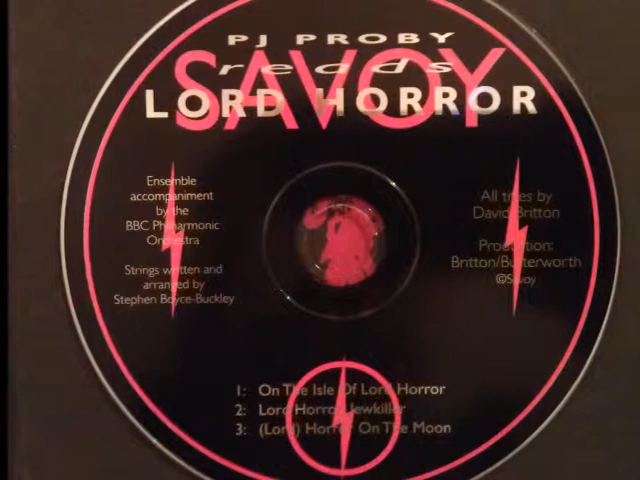 PJ PROBY
SAVOY
reads
LORD HORROR
Ensemble
accompaniment
by the
BBC Philharmonic
Orchestra
Strings written and
arranged by
Stephen Boyce-Buckley
All titles by
David Britton
Production:
Britton/Butterworth
©Savoy
1: On The Isle Of Lord Horror
2: Lord Horror Jewkiller
3: (Lord) Horror On The Moon